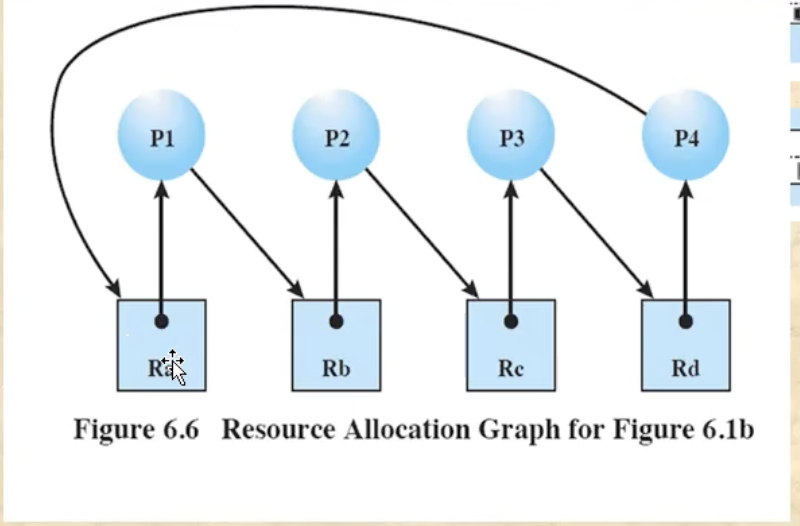 P1 P2 P3 P4
Ra Rb Rc Rd
Figure 6.6 Resource Allocation Graph for Figure 6.1b